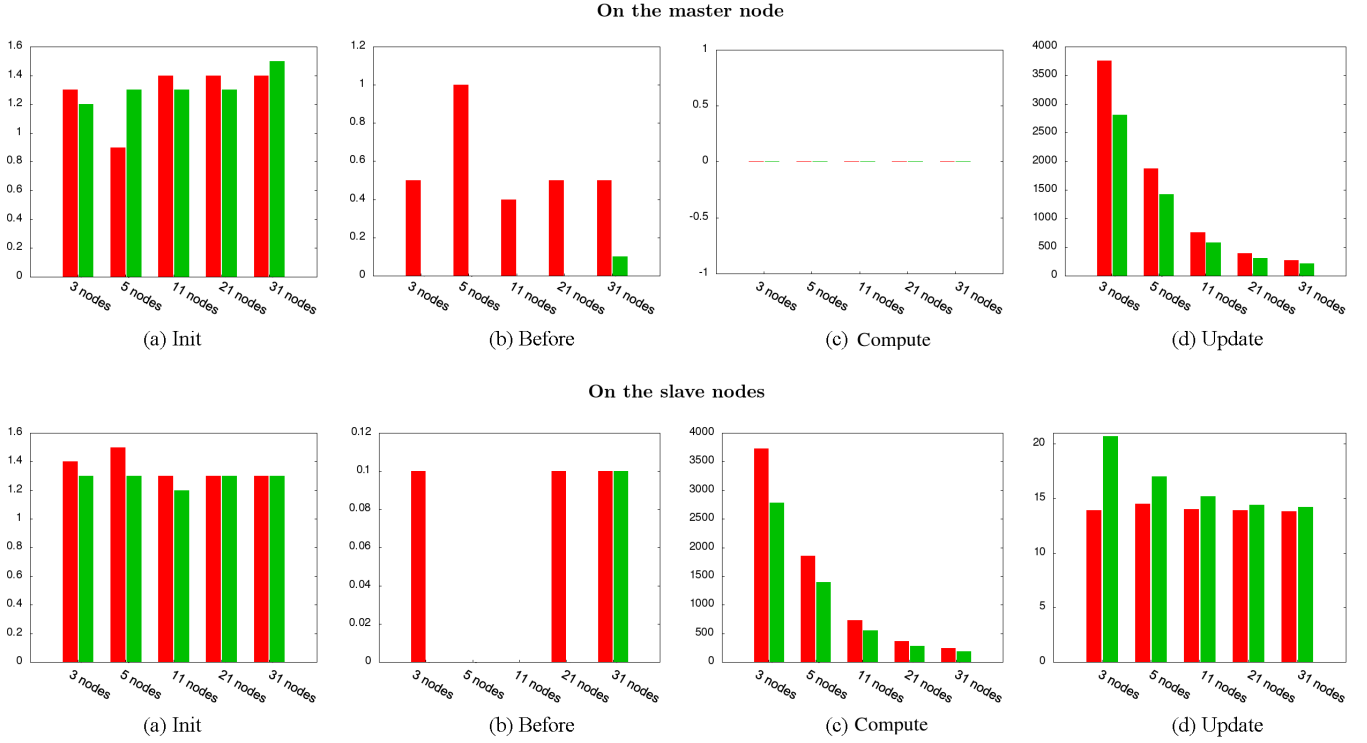 On the master node
1.6
1.4
1.2
1
0.8
0.6
0.4
0.2
0
3 nodes
5 nodes
11 nodes
21 nodes
31 nodes
(a) Init
1.2
1
0.8
0.6
0.4
0.2
0
3 nodes
5 nodes
11 nodes
21 nodes
31 nodes
(b) Before
1
0.5
0
-0.5
-1
3 nodes
5 nodes
11 nodes
21 nodes
31 nodes
(c) Compute
4000
3500
3000
2500
2000
1500
1000
500
0
3 nodes
5 nodes
11 nodes
21 nodes
31 nodes
(d) Update
On the slave nodes
1.6
1.4
1.2
1
0.8
0.6
0.4
0.2
0
3 nodes
5 nodes
11 nodes
21 nodes
31 nodes
(a) Init
0.12
0.1
0.08
0.06
0.04
0.02
0
3 nodes
5 nodes
11 nodes
21 nodes
31 nodes
(b) Before
4000
3500
3000
2500
2000
1500
1000
500
0
3 nodes
5 nodes
11 nodes
21 nodes
31 nodes
(c) Compute
20
15
10
5
0
3 nodes
5 nodes
11 nodes
21 nodes
31 nodes
(d) Update